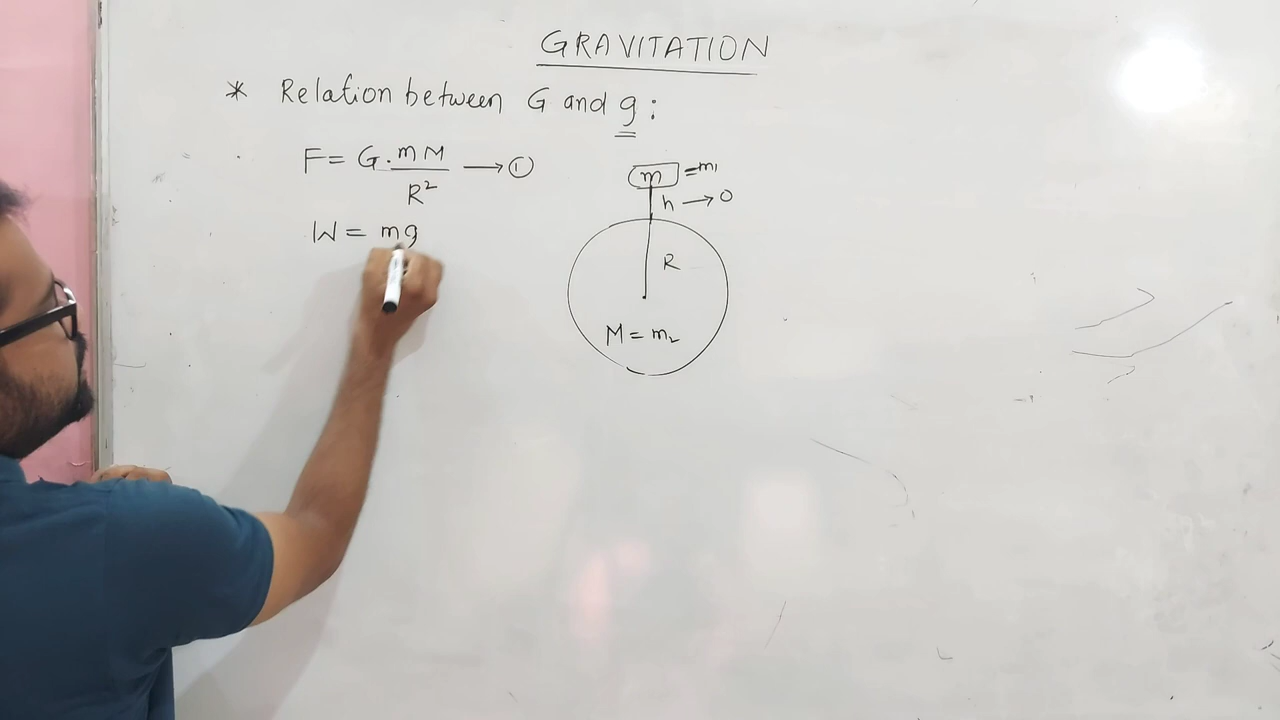 GRAVITATION
* Relation between G and g :
F = G . mM / R² → ①
W = mg
m = m₁
h → 0
R
M = m₂